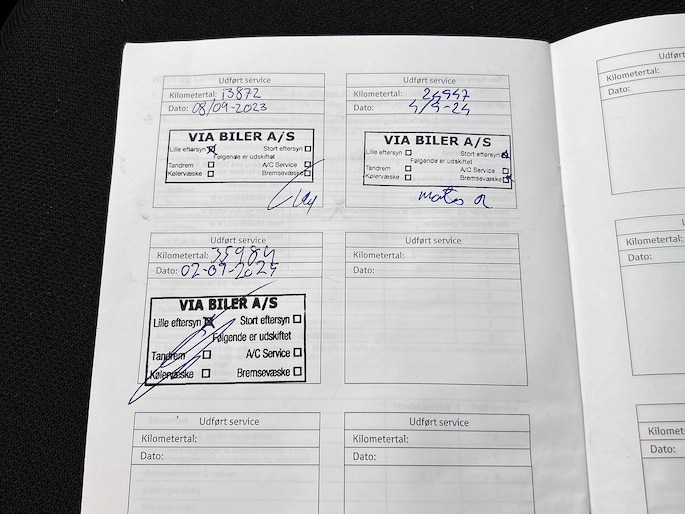 Udført service
Kilometertal: 13872
Dato: 08/09-2023
VIA BILER A/S
Lille eftersyn ☒ Stort eftersyn ☐
Følgende er udskiftet
Tandrem ☐ A/C Service ☐
Kølervæske ☐ Bremsevæske ☐
Udført service
Kilometertal: 24947
Dato: 4/9-24
VIA BILER A/S
Lille eftersyn ☐ Stort eftersyn ☒
Følgende er udskiftet
Tandrem ☐ A/C Service ☐
Kølervæske ☐ Bremsevæske ☒
Udført service
Kilometertal: 35984
Dato: 02-09-2025
VIA BILER A/S
Lille eftersyn ☒ Stort eftersyn ☐
Følgende er udskiftet
Tandrem ☐ A/C Service ☐
Kølervæske ☐ Bremsevæske ☐
Udført service
Kilometertal:
Dato:
Udført service
Kilometertal:
Dato:
Udført service
Kilometertal:
Dato:
Udført
Kilometertal:
Dato:
Kilometertal:
Dato:
Dato: